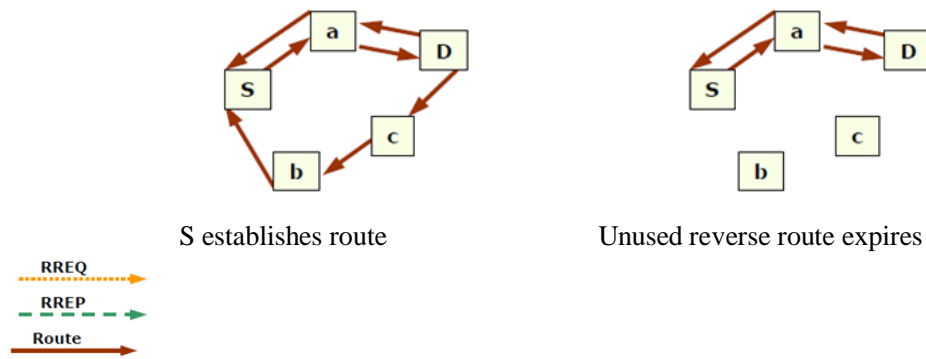 a
D
S
c
b
S establishes route
a
D
S
c
b
Unused reverse route expires
RREQ
RREP
Route